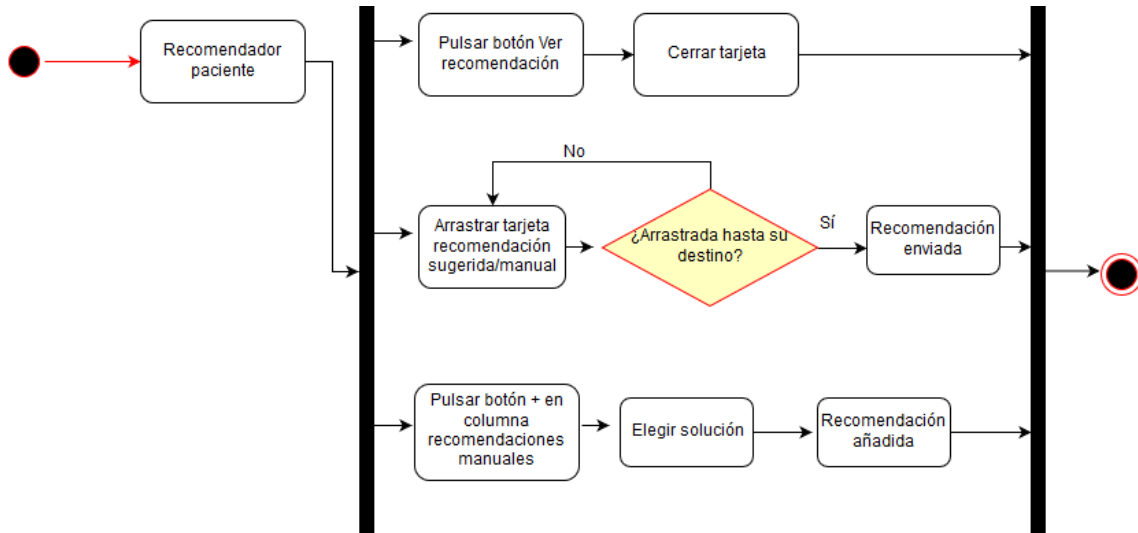 Recomendador
paciente
Pulsar botón Ver
recomendación
Cerrar tarjeta
No
Arrastrar tarjeta
recomendación
sugerida/manual
¿Arrastrada hasta su
destino?
Sí
Recomendación
enviada
Pulsar botón + en
columna
recomendaciones
manuales
Elegir solución
Recomendación
añadida